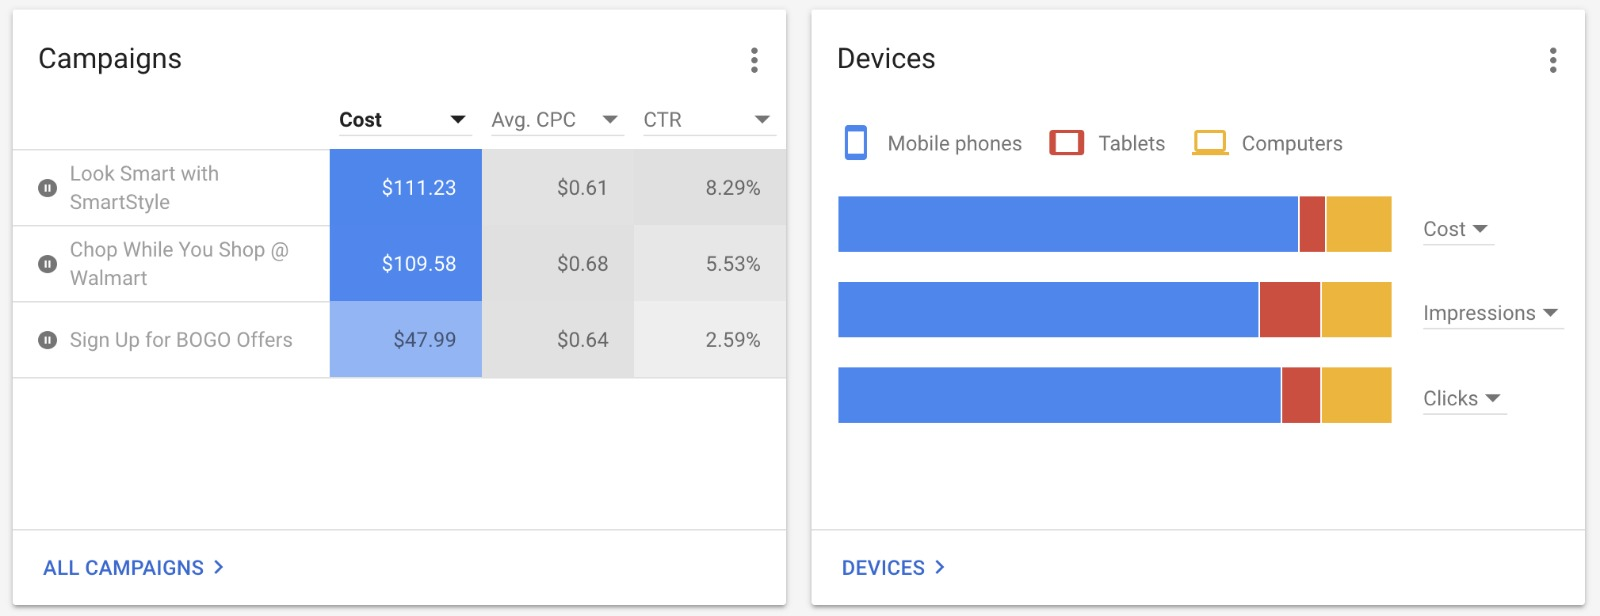 Campaigns
Cost Avg. CPC CTR
Look Smart with
SmartStyle
$111.23 $0.61 8.29%
Chop While You Shop @
Walmart
$109.58 $0.68 5.53%
Sign Up for BOGO Offers $47.99 $0.64 2.59%
ALL CAMPAIGNS
Devices
Mobile phones Tablets Computers
Cost
Impressions
Clicks
DEVICES